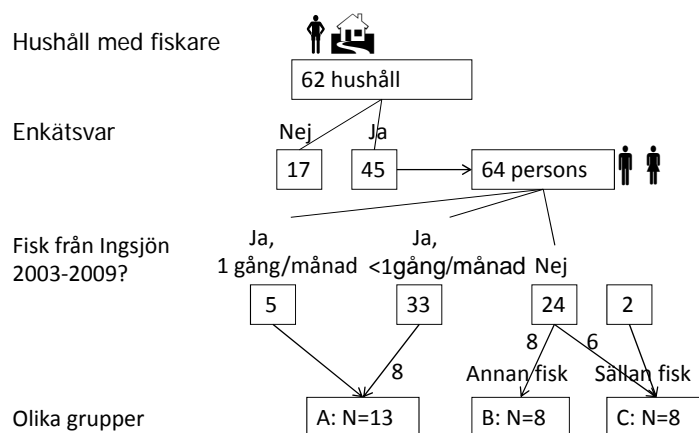 Hushåll med fiskare
62 hushåll
Enkätsvar
Nej Ja
17 45 64 persons
Fisk från Ingsjön
2003-2009?
Ja,
1 gång/månad
Ja,
<1gång/månad
Nej
5 33 24 2
8 8 6
Annan fisk Sällan fisk
Olika grupper
A: N=13 B: N=8 C: N=8